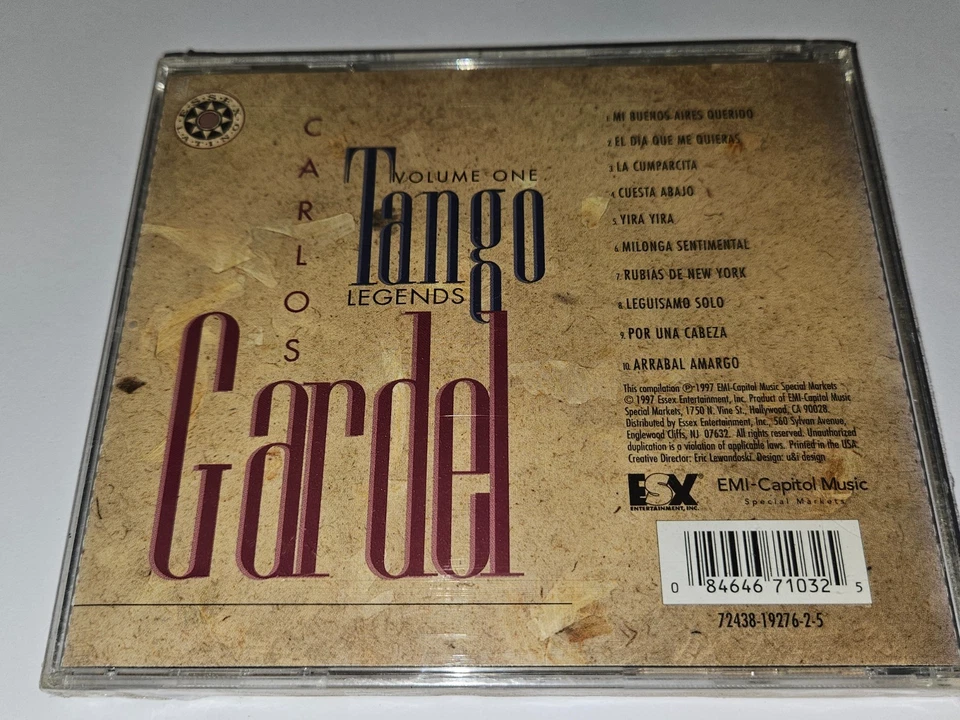 CARLOS
VOLUME ONE
Tango
LEGENDS
Gardel
1. MI BUENOS AIRES QUERIDO
2. EL DIA QUE ME QUIERAS
3. LA CUMPARCITA
4. CUESTA ABAJO
5. YIRA YIRA
6. MILONGA SENTIMENTAL
7. RUBIAS DE NEW YORK
8. LEGUISAMO SOLO
9. POR UNA CABEZA
10. ARRABAL AMARGO
This compilation ℗ 1997 EMI-Capitol Music Special Markets
© 1997 Essex Entertainment, Inc. Product of EMI-Capitol Music
Special Markets, 1750 N. Vine St., Hollywood, CA 90028.
Distributed by Essex Entertainment, Inc., 560 Sylvan Avenue,
Englewood Cliffs, NJ 07632. All rights reserved. Unauthorized
duplication is a violation of applicable laws. Printed in the USA.
Creative Director: Eric Lewandoski. Design: u&i design
ESX®
ENTERTAINMENT, INC.
EMI-Capitol Music
Special Markets
0 84646 71032 5
72438-19276-2-5